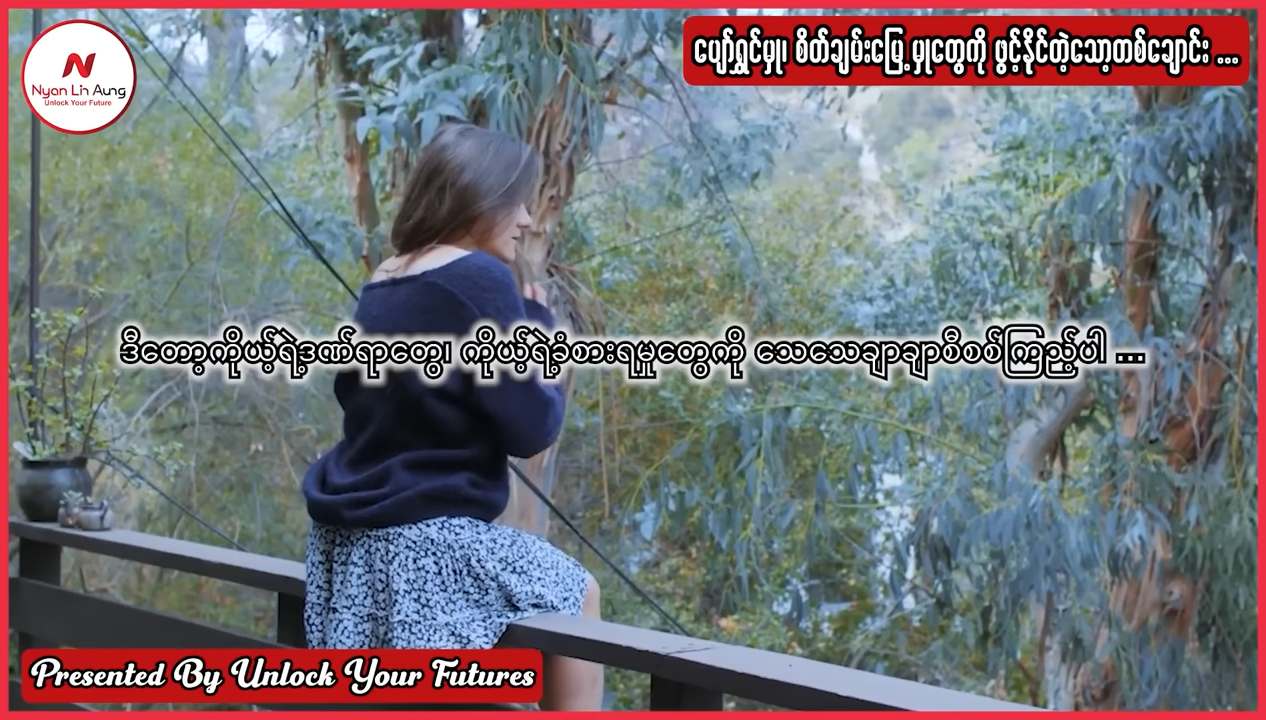 N
Nyan Lin Aung
Unlock Your Future
ပျော်ရွှင်မှု၊ စိတ်ချမ်းမြေ့မှုတွေကို ဖွင့်နိုင်တဲ့သော့တစ်ချောင်း ...
ဒီတော့ကိုယ့်ရဲ့ဒဏ်ရာတွေ၊ ကိုယ့်ရဲ့ခံစားရမှုတွေကို သေသေချာချာစီစစ်ကြည့်ပါ ...
Presented By Unlock Your Futures